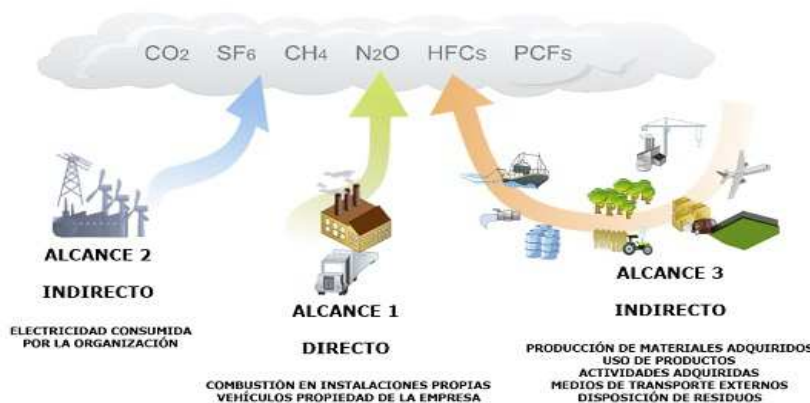 CO2 SF6 CH4 N2O HFCs PCFs
ALCANCE 2
INDIRECTO
ELECTRICIDAD CONSUMIDA
POR LA ORGANIZACIÓN
ALCANCE 1
DIRECTO
COMBUSTIÓN EN INSTALACIONES PROPIAS
VEHÍCULOS PROPIEDAD DE LA EMPRESA
ALCANCE 3
INDIRECTO
PRODUCCIÓN DE MATERIALES ADQUIRIDOS
USO DE PRODUCTOS
ACTIVIDADES ADQUIRIDAS
MEDIOS DE TRANSPORTE EXTERNOS
DISPOSICIÓN DE RESIDUOS